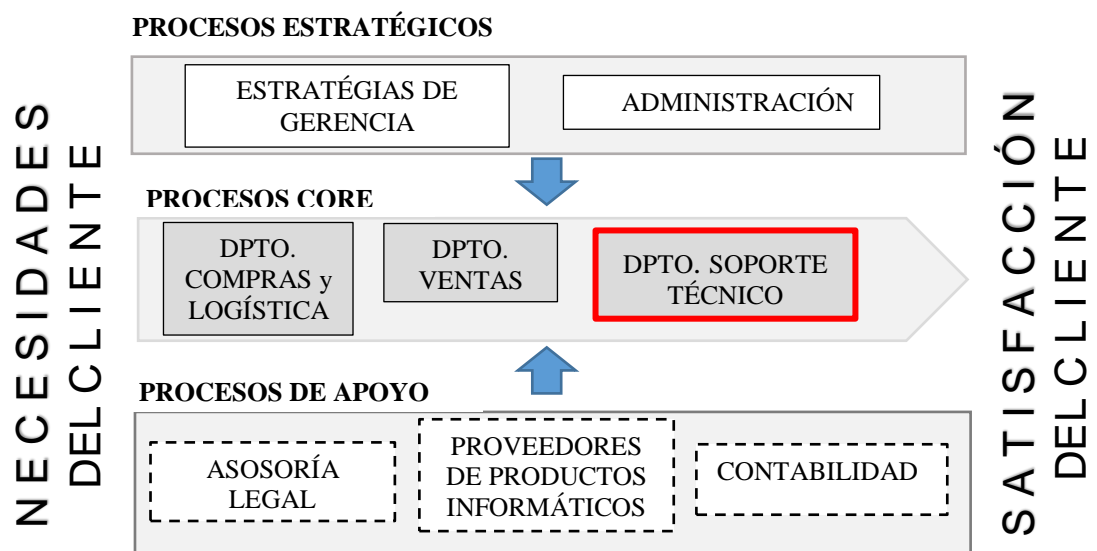 PROCESOS ESTRATÉGICOS
ESTRATÉGIAS DE
GERENCIA
ADMINISTRACIÓN
NECESIDADES
DEL CLIENTE
PROCESOS CORE
DPTO.
COMPRAS y
LOGÍSTICA
DPTO.
VENTAS
DPTO. SOPORTE
TÉCNICO
PROCESOS DE APOYO
ASOSORÍA
LEGAL
PROVEEDORES
DE PRODUCTOS
INFORMÁTICOS
CONTABILIDAD
SATISFACCIÓN
DEL CLIENTE